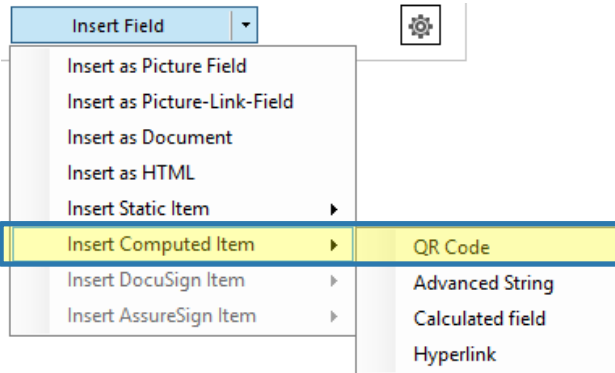 Insert Field
Insert as Picture Field
Insert as Picture-Link-Field
Insert as Document
Insert as HTML
Insert Static Item
Insert Computed Item
QR Code
Insert DocuSign Item
Advanced String
Insert AssureSign Item
Calculated field
Hyperlink